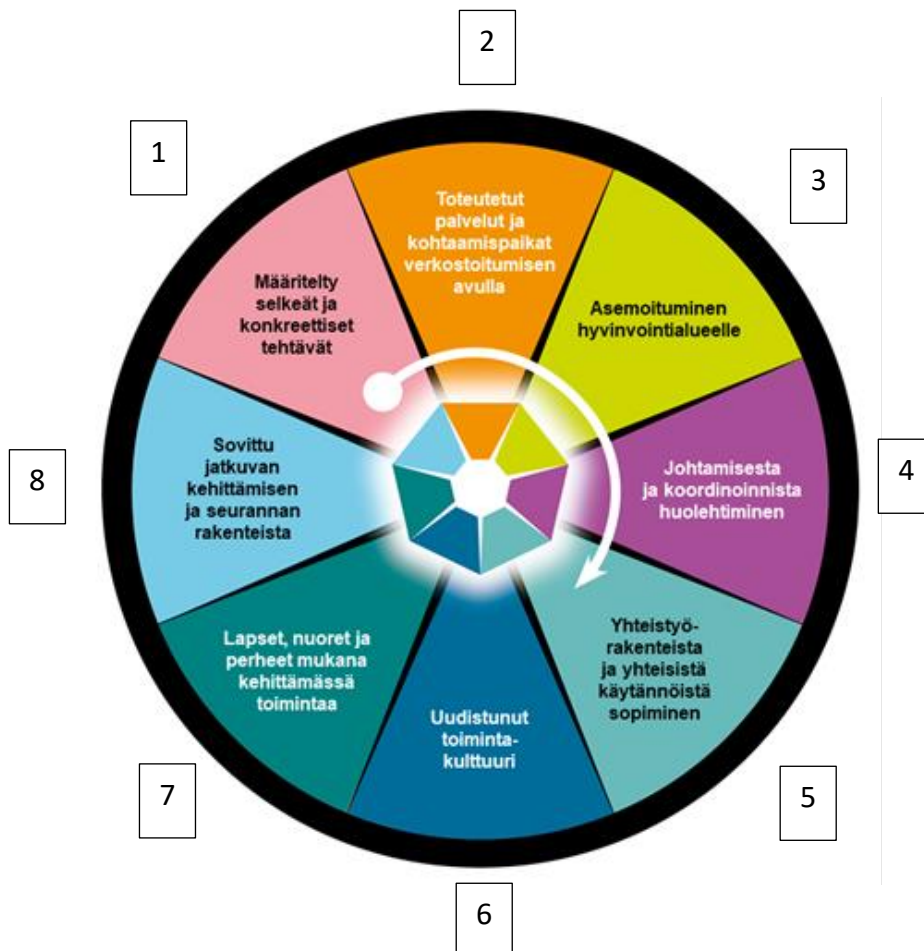 1
Määritelty
selkeät ja
konkreettiset
tehtävät
2
Toteutetut
palvelut ja
kohtaamispaikat
verkostoitumisen
avulla
3
Asemoituminen
hyvinvointialueelle
4
Johtamisesta
ja koordinoinnista
huolehtiminen
5
Yhteistyö-
rakenteista
ja yhteisistä
käytännöistä
sopiminen
6
Uudistunut
toiminta-
kulttuuri
7
Lapset, nuoret ja
perheet mukana
kehittämässä
toimintaa
8
Sovittu
jatkuvan
kehittämisen
ja seurannan
rakenteista